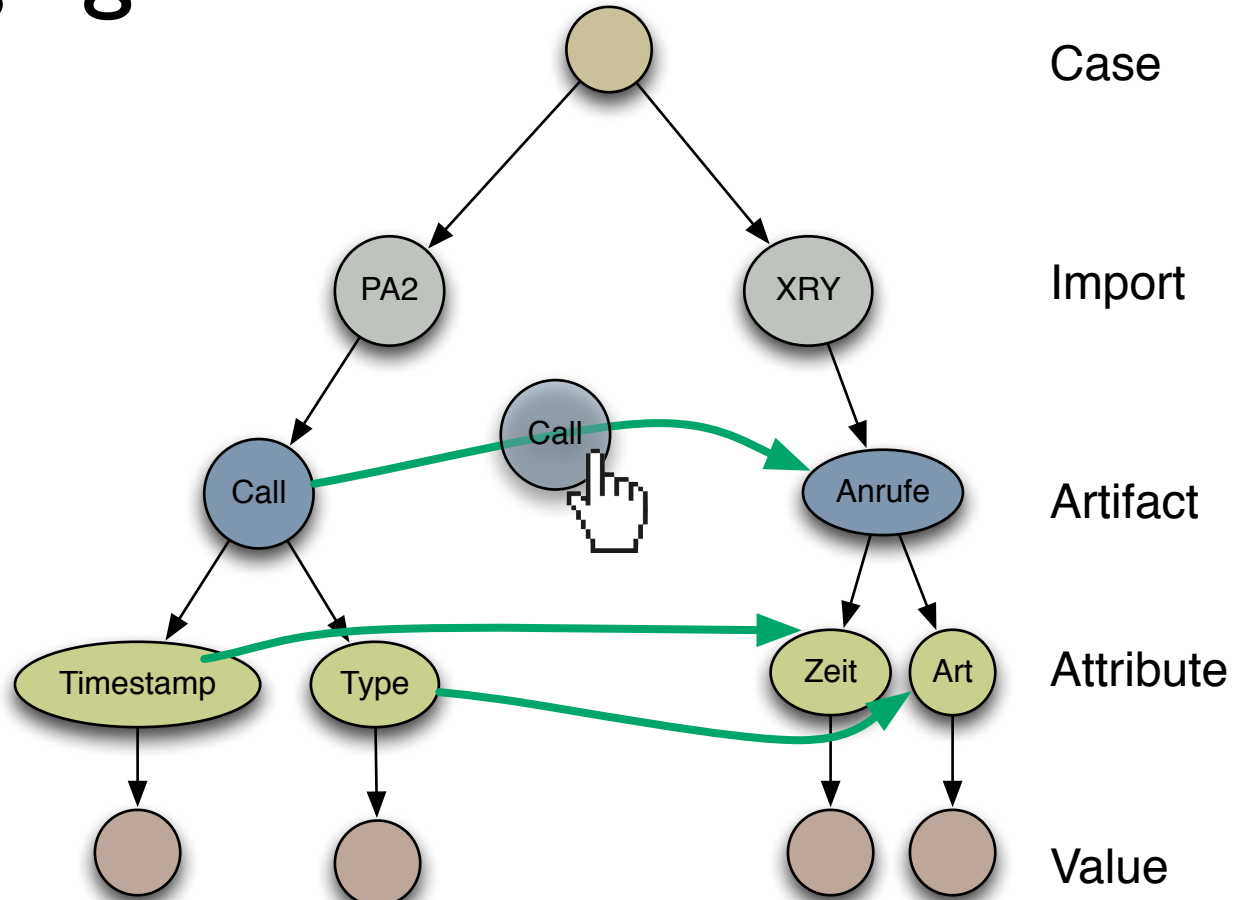 Case
PA2
XRY
Import
Call
Call
Anrufe
Artifact
Timestamp
Type
Zeit
Art
Attribute
Value